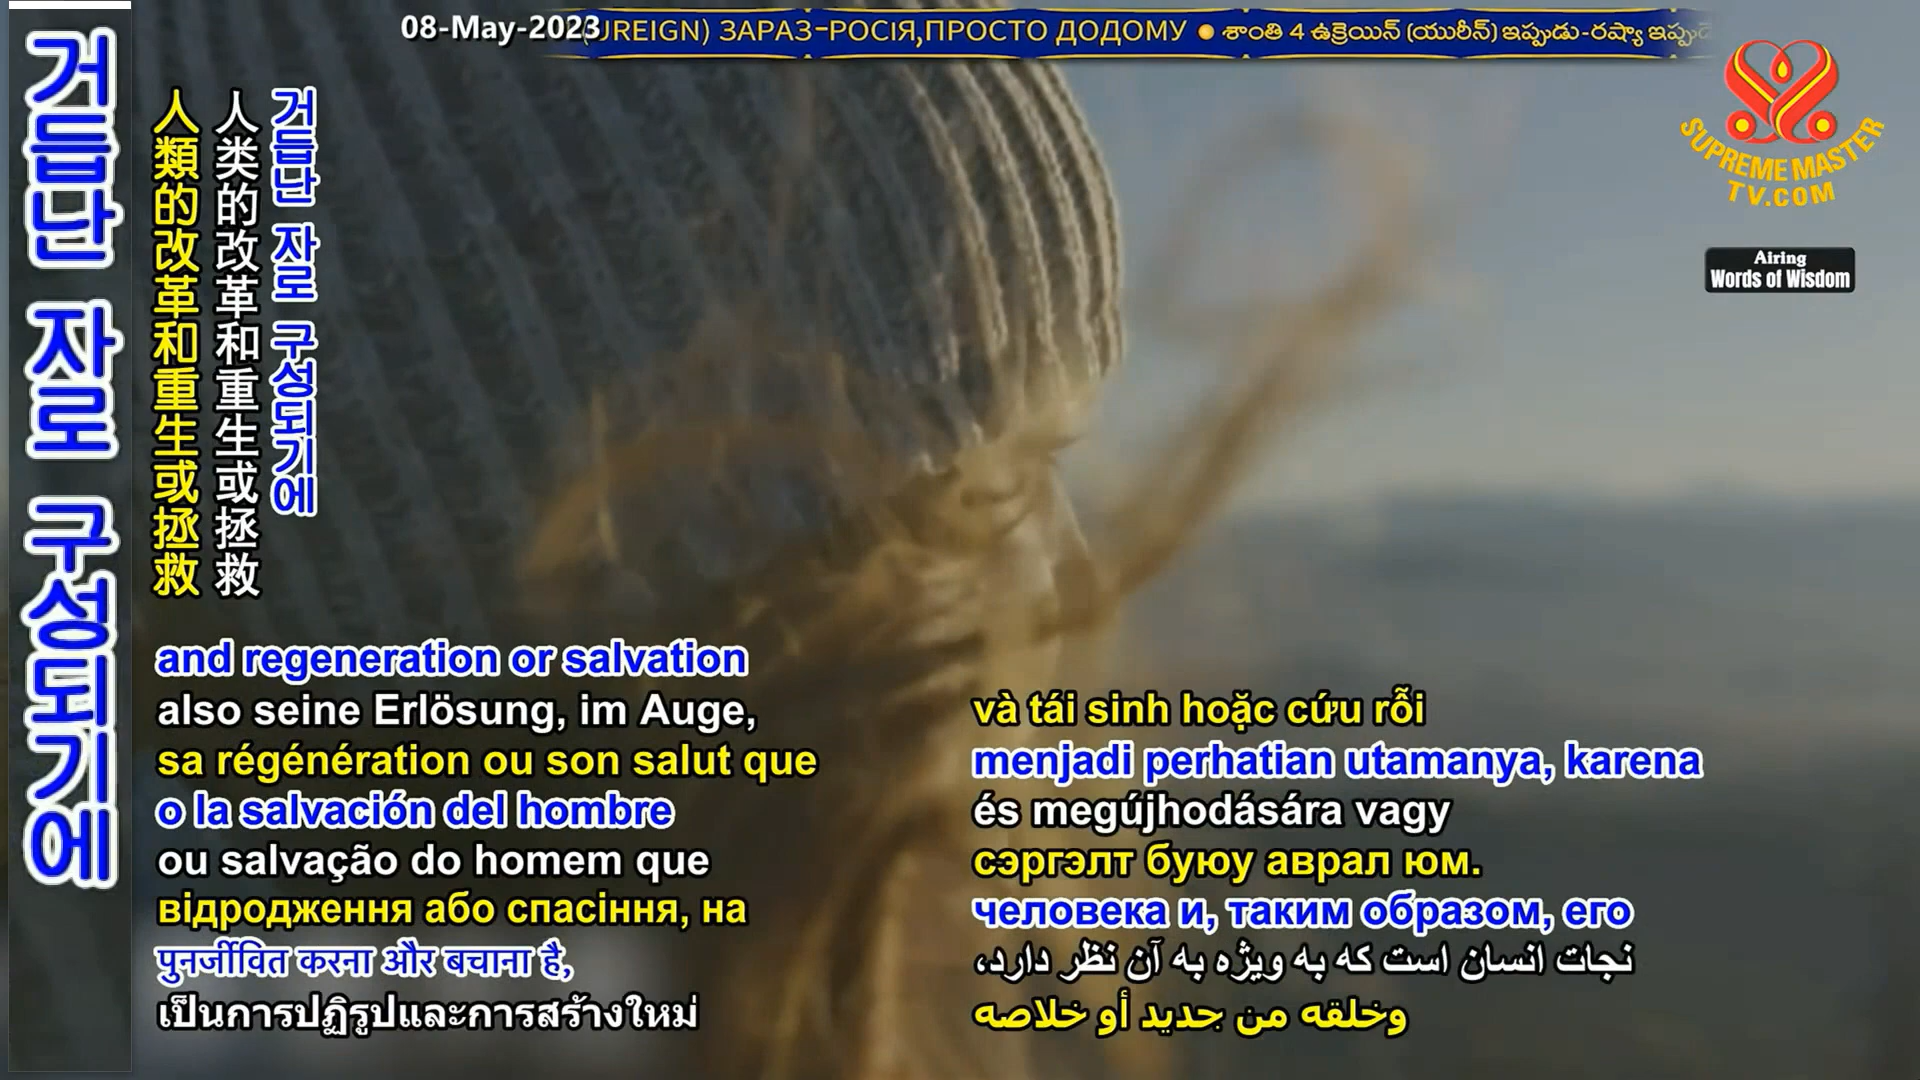 08-May-2023
UREIGN) ЗАРАЗ-РОСІЯ,ПРОСТО ДОДОМУ ● శాంతి 4 ఉక్రెయిన్ (యురీన్) ఇప్పుడు-రష్యా
SUPREME MASTER
TV.COM
Airing
Words of Wisdom
거듭난 자로 구성되기에
거듭난 자로 구성되기에
人类的改革和重生或拯救
人類的改革和重生或拯救
and regeneration or salvation
also seine Erlösung, im Auge,
sa régénération ou son salut que
o la salvación del hombre
ou salvação do homem que
відродження або спасіння, на
पुनर्जीवित करना और बचाना है,
เป็นการปฏิรูปและการสร้างใหม่
và tái sinh hoặc cứu rỗi
menjadi perhatian utamanya, karena
és megújhodására vagy
сэргэлт буюу аврал юм.
человека и, таким образом, его
نجات انسان است که به ویژه به آن نظر دارد،
وخلقه من جديد أو خلاصه